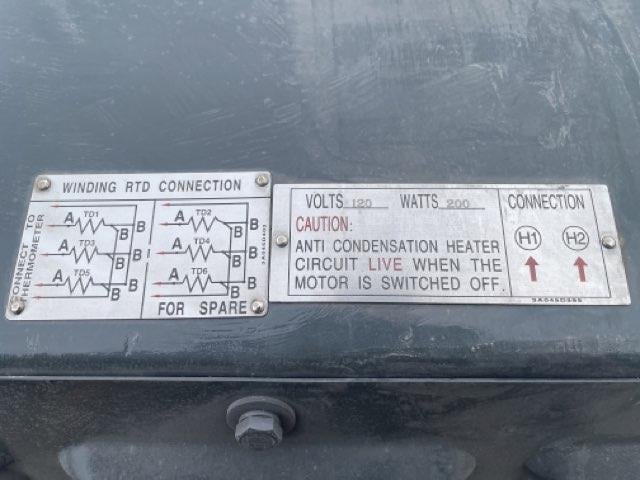 WINDING RTD CONNECTION
CONNECT TO
THERMOMETER
A TD1 B
B
A TD3 B
B
A TD5 B
B
A TD2 B
B
A TD4 B
B
A TD6 B
B
FOR SPARE
VOLTS 120 WATTS 200
CAUTION:
ANTI CONDENSATION HEATER
CIRCUIT LIVE WHEN THE
MOTOR IS SWITCHED OFF.
CONNECTION
H1 H2